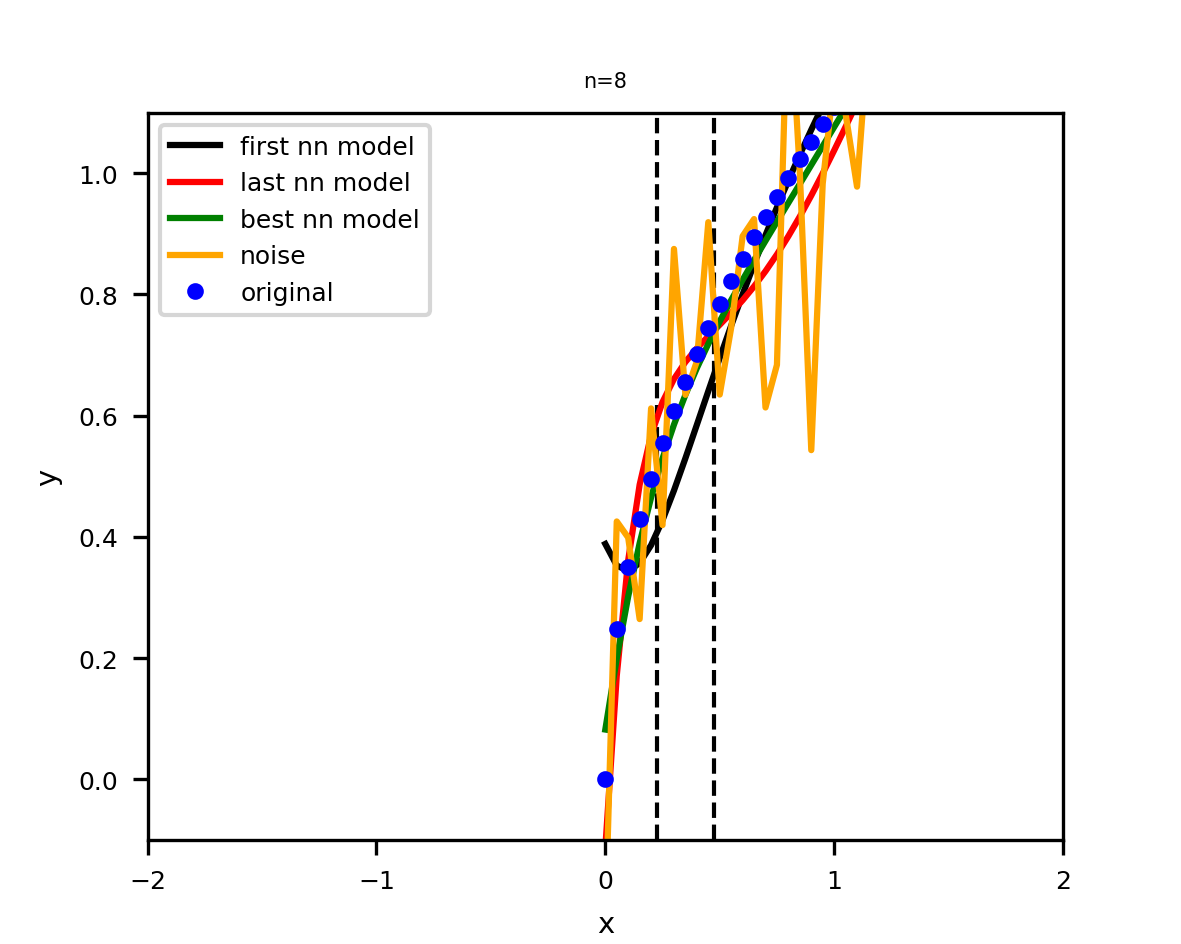 n=8
first nn model
last nn model
best nn model
noise
original
1.0
0.8
0.6
0.4
0.2
0.0
y
−2 −1 0 1 2
x